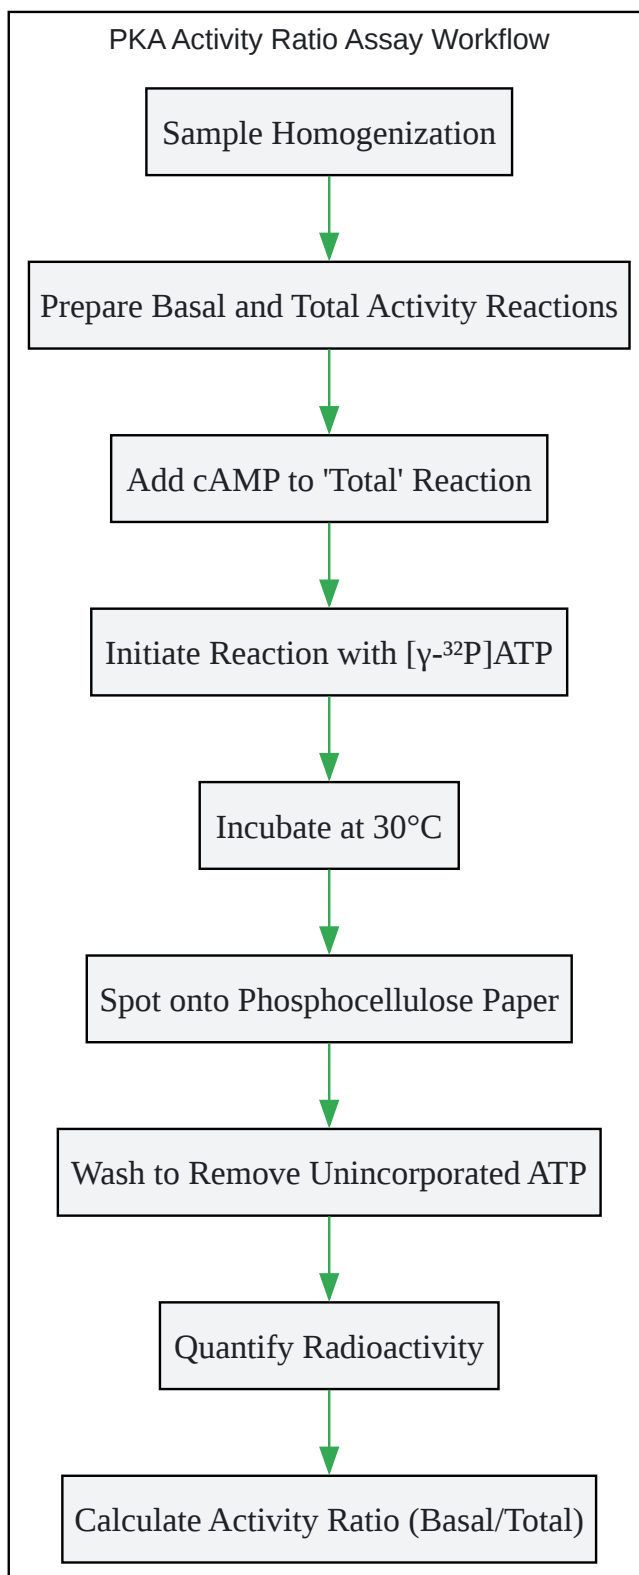 PKA Activity Ratio Assay Workflow
Sample Homogenization
Prepare Basal and Total Activity Reactions
Add cAMP to 'Total' Reaction
Initiate Reaction with [γ-³²P]ATP
Incubate at 30°C
Spot onto Phosphocellulose Paper
Wash to Remove Unincorporated ATP
Quantify Radioactivity
Calculate Activity Ratio (Basal/Total)